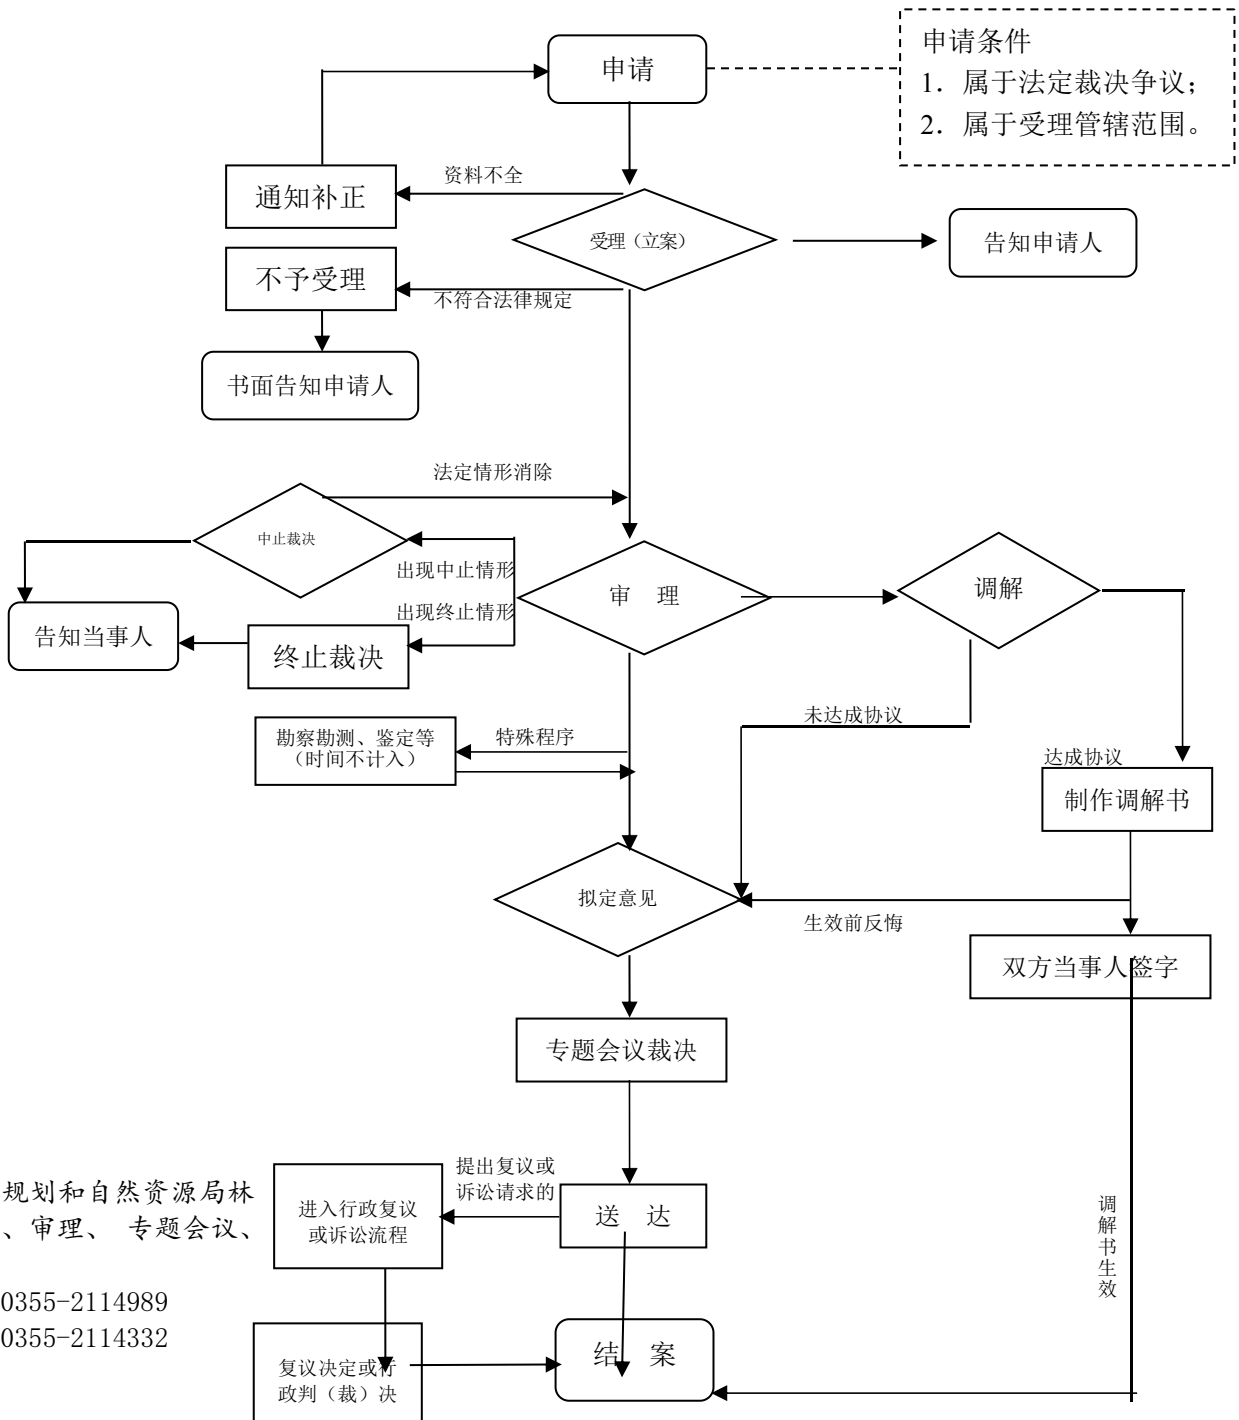 申请
申请条件
1．属于法定裁决争议；
2．属于受理管辖范围。
资料不全
通知补正
受理（立案）
告知申请人
不予受理
不符合法律规定
书面告知申请人
法定情形消除
中止裁决
出现中止情形
审 理
调解
出现终止情形
告知当事人
终止裁决
未达成协议
勘察勘测、鉴定等
（时间不计入）
特殊程序
达成协议
制作调解书
拟定意见
生效前反悔
双方当事人签字
专题会议裁决
提出复议或
诉讼请求的
规划和自然资源局林
、审理、 专题会议、
进入行政复议
或诉讼流程
送 达
调解书生效
0355-2114989
0355-2114332
结 案
复议决定或行
政判（裁）决